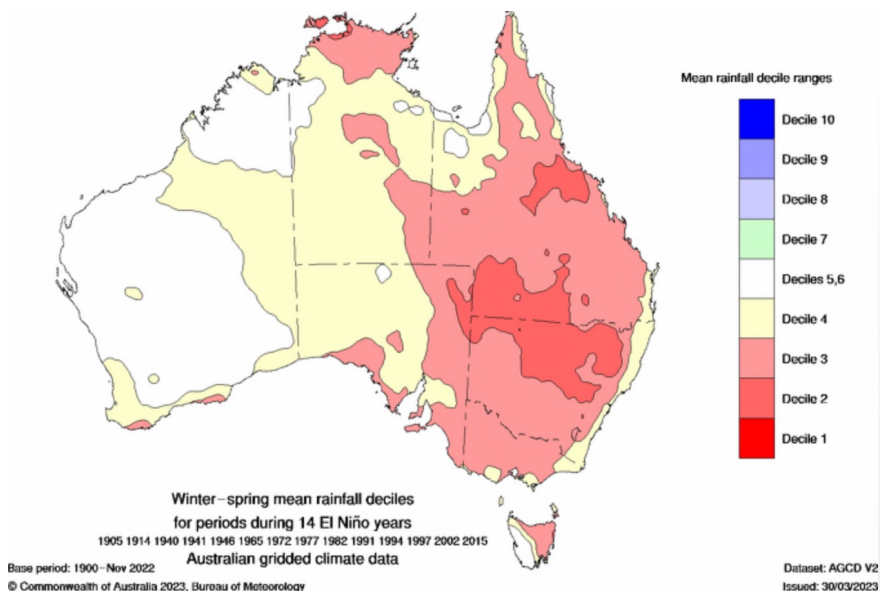 Mean rainfall decile ranges
Decile 10
Decile 9
Decile 8
Decile 7
Deciles 5,6
Decile 4
Decile 3
Decile 2
Decile 1
Winter-spring mean rainfall deciles
for periods during 14 El Niño years
1905 1914 1940 1941 1946 1965 1972 1977 1982 1991 1994 1997 2002 2015
Australian gridded climate data
Base period: 1900-Nov 2022
Dataset: AGCD V2
© Commonwealth of Australia 2023, Bureau of Meteorology
Issued: 30/03/2023